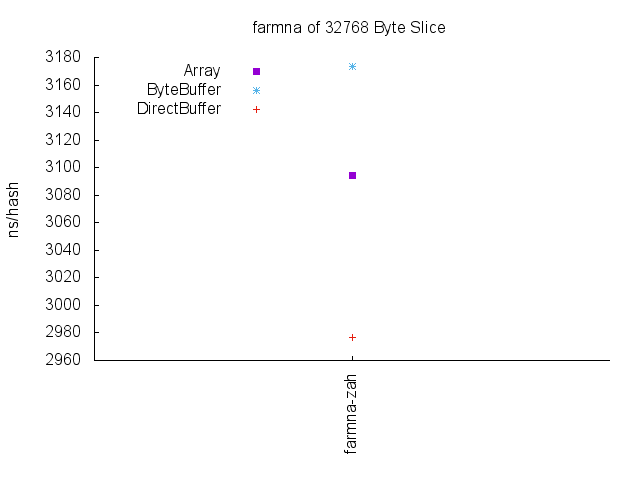 farmna of 32768 Byte Slice
3180
3160
3140
3120
3100
3080
3060
3040
3020
3000
2980
2960
ns/hash
Array
ByteBuffer
DirectBuffer
farmna-zah